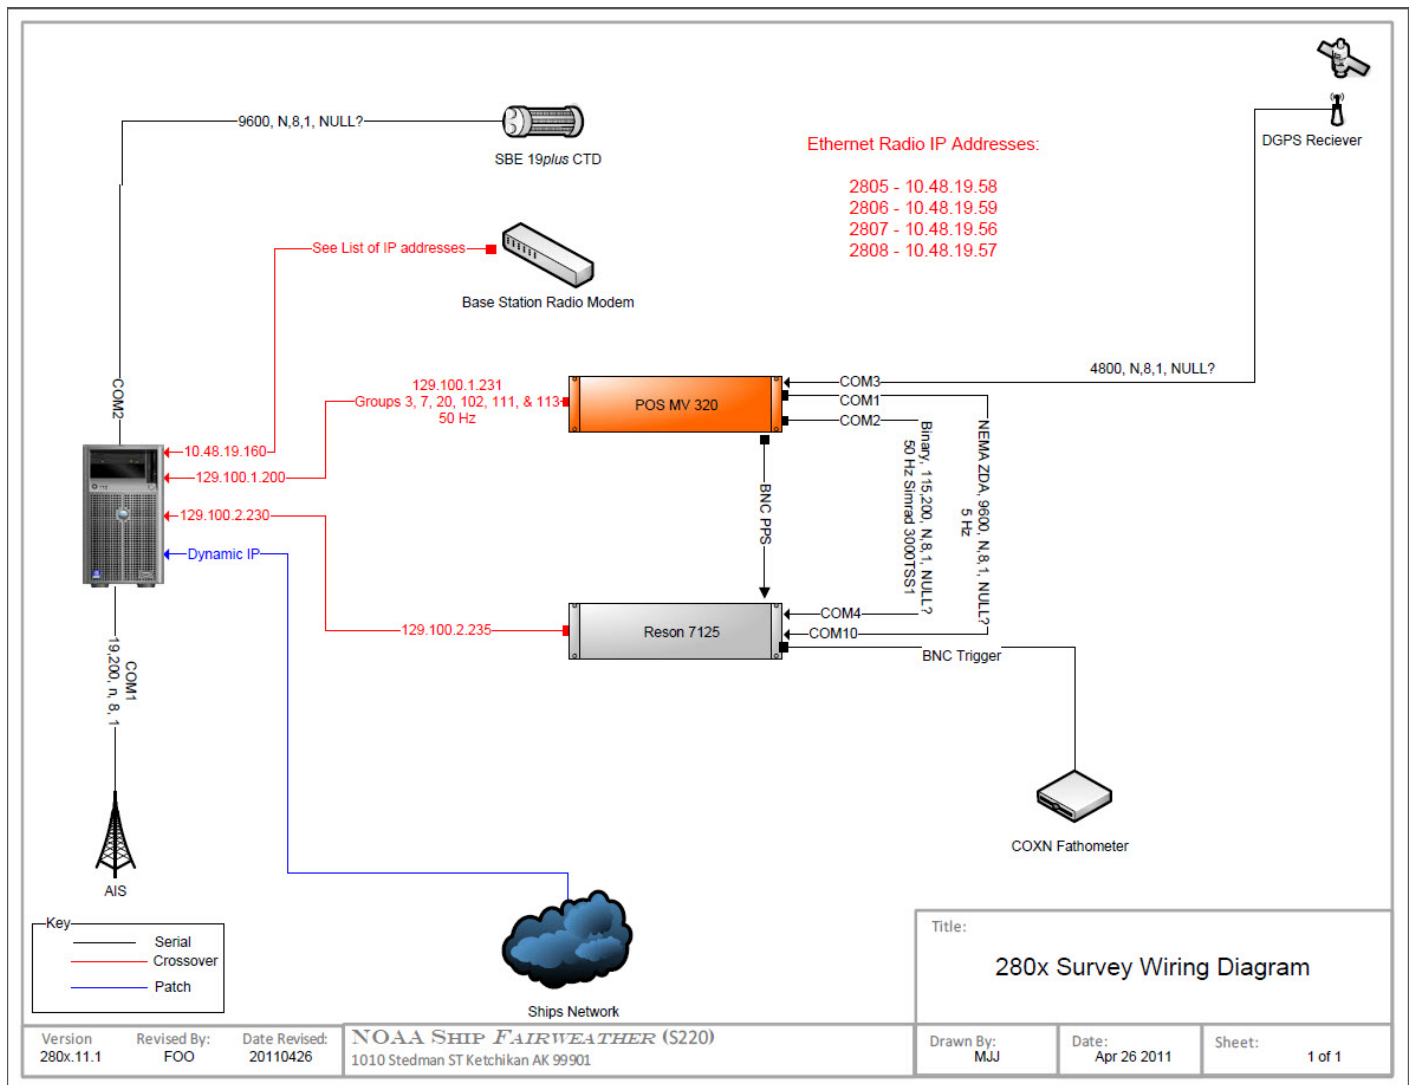 9600, N,8,1, NULL?
SBE 19plus CTD
DGPS Reciever
Ethernet Radio IP Addresses:
2805 - 10.48.19.58
2806 - 10.48.19.59
2807 - 10.48.19.56
2808 - 10.48.19.57
See List of IP addresses
Base Station Radio Modem
COM2
129.100.1.231
Groups 3, 7, 20, 102, 111, & 113
50 Hz
POS MV 320
COM3
COM1
COM2
4800, N,8,1, NULL?
10.48.19.160
129.100.1.200
129.100.2.230
Dynamic IP
BNC PPS
Binary, 115,200, N,8,1, NULL?
50 Hz Simrad 3000TSS1
NEMA ZDA, 9600, N,8,1, NULL?
5 Hz
129.100.2.235
Reson 7125
COM4
COM10
BNC Trigger
COM1
19,200, n, 8, 1
COXN Fathometer
AIS
Ships Network
Key
Serial
Crossover
Patch
Title:
280x Survey Wiring Diagram
Version
280x.11.1
Revised By:
FOO
Date Revised:
20110426
NOAA SHIP FAIRWEATHER (S220)
1010 Stedman ST Ketchikan AK 99901
Drawn By:
MJJ
Date:
Apr 26 2011
Sheet:
1 of 1